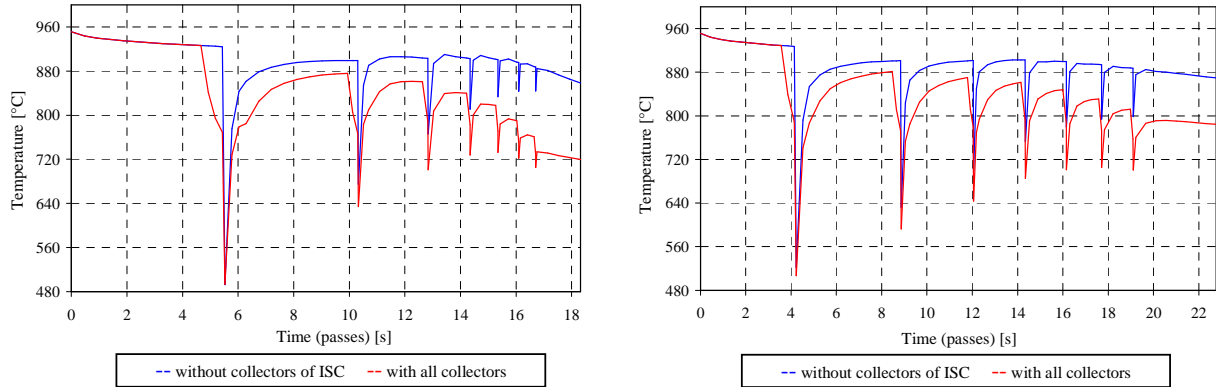 960
880
800
720
640
560
480
Temperature [°C]
0 2 4 6 8 10 12 14 16 18
Time (passes) [s]
without collectors of ISC with all collectors
960
880
800
720
640
560
480
Temperature [°C]
0 2 4 6 8 10 12 14 16 18 20 22
Time (passes) [s]
without collectors of ISC with all collectors